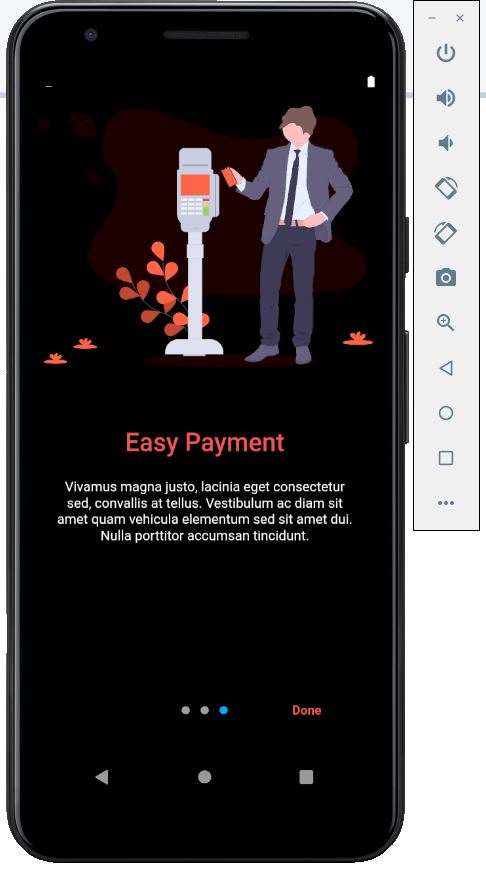 Easy Payment
Vivamus magna justo, lacinia eget consectetur
sed, convallis at tellus. Vestibulum ac diam sit
amet quam vehicula elementum sed sit amet dui.
Nulla porttitor accumsan tincidunt.
Done